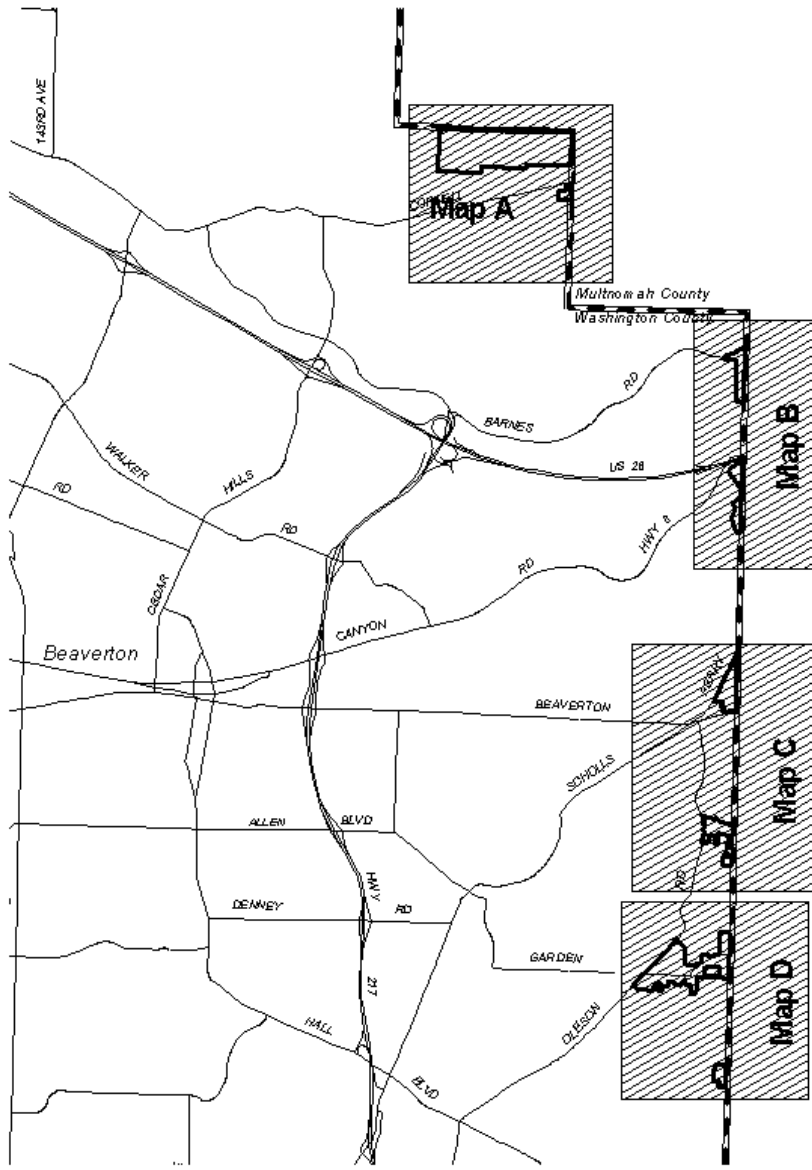 143RD AVE
Map A
Multnomah County
Washington County
BARNES
RD
Map B
US 26
WALKER
RD
HILLS
RD
CEDAR
HWY 8
RD
CANYON
Beaverton
BEAVERTON
SCHOLLS
FERRY
Map C
ALLEN
BLVD
HWY
217
DENNEY
RD
RD
GARDEN
OLESON
Map D
HALL
BLVD